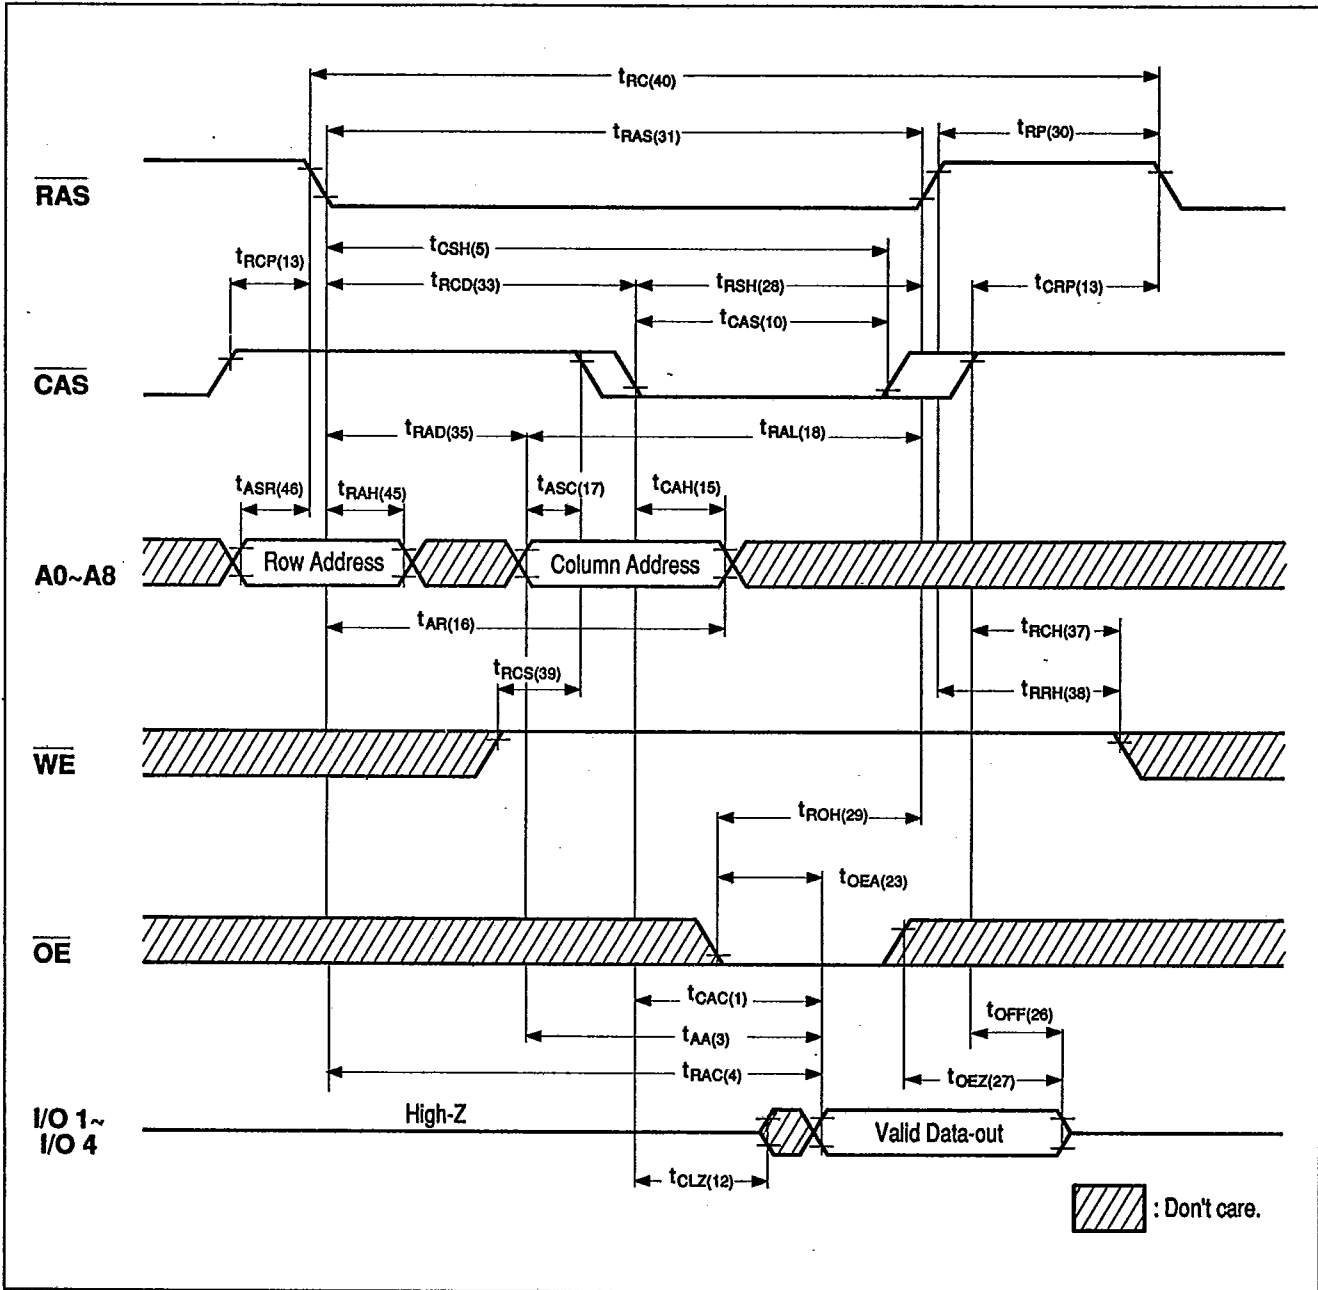 tRC(40)
tRAS(31)
tRP(30)
RAS
tCSH(5)
tRCP(13)
tRCD(33)
tRSH(28)
tCRP(13)
tCAS(10)
CAS
tRAD(35)
tRAL(18)
tASR(46)
tRAH(45)
tASC(17)
tCAH(15)
A0~A8
Row Address
Column Address
tAR(16)
tRCH(37)
tRCS(39)
tRRH(38)
WE
tROH(29)
tOEA(23)
OE
tCAC(1)
tOFF(26)
tAA(3)
tRAC(4)
tOEZ(27)
I/O 1~
I/O 4
High-Z
Valid Data-out
tCLZ(12)
: Don't care.